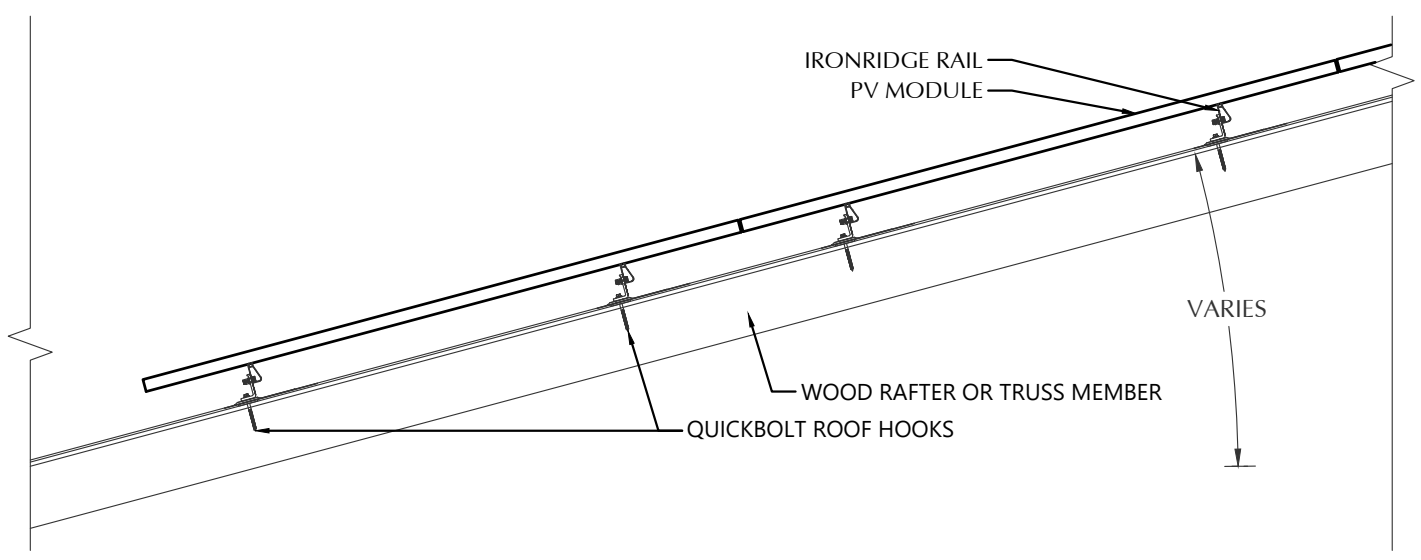 IRONRIDGE RAIL
PV MODULE
VARIES
WOOD RAFTER OR TRUSS MEMBER
QUICKBOLT ROOF HOOKS